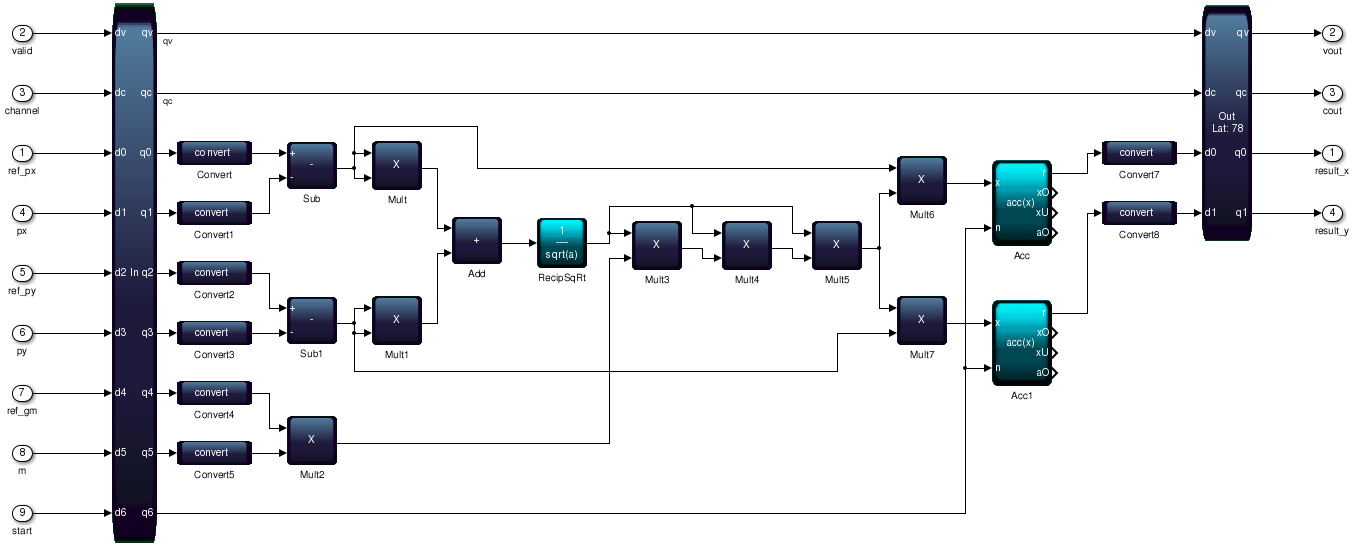 2
valid
3
channel
1
ref_px
4
px
5
ref_py
6
py
7
ref_gm
8
m
9
start
dv
dc
d0
d1
d2
In
d3
d4
d5
d6
qv
qc
q0
q1
q2
q3
q4
q5
q6
qv
qc
convert
Convert
convert
Convert1
convert
Convert2
convert
Convert3
convert
Convert4
convert
Convert5
+
-
-
Sub
+
-
-
Sub1
X
Mult
X
Mult1
X
Mult2
+
Add
1
----
sqrt(a)
RecipSqRt
X
Mult3
X
Mult4
X
Mult5
X
Mult6
X
Mult7
x
n
acc(x)
r
xO
xU
aO
Acc
x
n
acc(x)
r
xO
xU
aO
Acc1
convert
Convert7
convert
Convert8
dv
dc
d0
d1
Out
Lat: 78
qv
qc
q0
q1
2
vout
3
cout
1
result_x
4
result_y